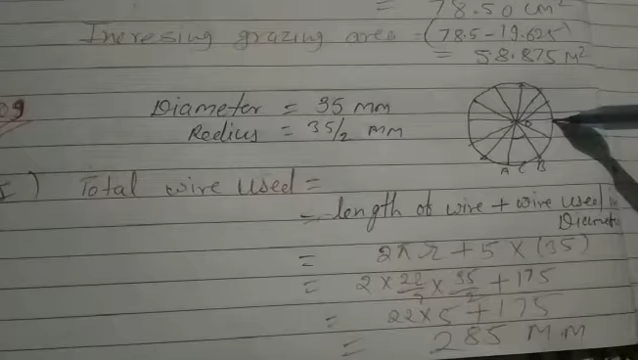 = 78.50 cm²
Incresing grazing area = (78.5-19.625)
= 58.875 M²
09
Diameter = 35 mm
Redius = 35/2 mm
A C B
I) Total wire used =
= length of wire + wire used in
Diameter
= 2πr + 5 × (35)
= 2 × 22/7 × 35/2 + 175
= 22×5 + 175
= 285 MM